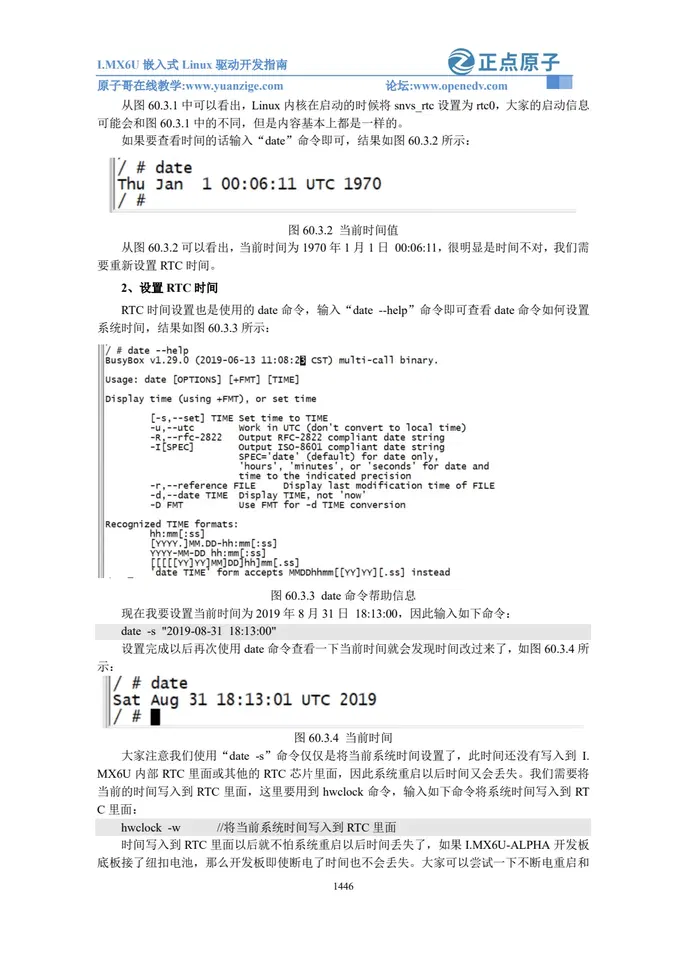 I.MX6U 嵌入式 Linux 驱动开发指南
正点原子
原子哥在线教学:www.yuanzige.com 论坛:www.openedv.com
从图 60.3.1 中可以看出，Linux 内核在启动的时候将 snvs_rtc 设置为 rtc0，大家的启动信息
可能会和图 60.3.1 中的不同，但是内容基本上都是一样的。
如果要查看时间的话输入“date”命令即可，结果如图 60.3.2 所示：
/ # date
Thu Jan  1 00:06:11 UTC 1970
/ #
图 60.3.2 当前时间值
从图 60.3.2 可以看出，当前时间为 1970 年 1 月 1 日 00:06:11，很明显是时间不对，我们需
要重新设置 RTC 时间。
2、设置 RTC 时间
RTC 时间设置也是使用的 date 命令，输入“date --help”命令即可查看 date 命令如何设置
系统时间，结果如图 60.3.3 所示：
/ # date --help
BusyBox v1.29.0 (2019-06-13 11:08:23 CST) multi-call binary.
Usage: date [OPTIONS] [+FMT] [TIME]
Display time (using +FMT), or set time
[-s,--set] TIME Set time to TIME
-u,--utc Work in UTC (don't convert to local time)
-R,--rfc-2822 Output RFC-2822 compliant date string
-I[SPEC] Output ISO-8601 compliant date string
SPEC='date' (default) for date only,
'hours', 'minutes', or 'seconds' for date and
time to the indicated precision
-r,--reference FILE Display last modification time of FILE
-d,--date TIME Display TIME, not 'now'
-D FMT Use FMT for -d TIME conversion
Recognized TIME formats:
hh:mm[:ss]
[YYYY.]MM.DD-hh:mm[:ss]
YYYY-MM-DD hh:mm[:ss]
[[[[[YY]YY]MM]DD]hh]mm[.ss]
'date TIME' form accepts MMDDhhmm[[YY]YY][.ss] instead
图 60.3.3 date 命令帮助信息
现在我要设置当前时间为 2019 年 8 月 31 日 18:13:00，因此输入如下命令：
date -s "2019-08-31 18:13:00"
设置完成以后再次使用 date 命令查看一下当前时间就会发现时间改过来了，如图 60.3.4 所
示：
/ # date
Sat Aug 31 18:13:01 UTC 2019
/ #
图 60.3.4 当前时间
大家注意我们使用“date -s”命令仅仅是将当前系统时间设置了，此时间还没有写入到 I.
MX6U 内部 RTC 里面或其他的 RTC 芯片里面，因此系统重启以后时间又会丢失。我们需要将
当前的时间写入到 RTC 里面，这里要用到 hwclock 命令，输入如下命令将系统时间写入到 RT
C 里面：
hwclock -w //将当前系统时间写入到 RTC 里面
时间写入到 RTC 里面以后就不怕系统重启以后时间丢失了，如果 I.MX6U-ALPHA 开发板
底板接了纽扣电池，那么开发板即使断电了时间也不会丢失。大家可以尝试一下不断电重启和
1446